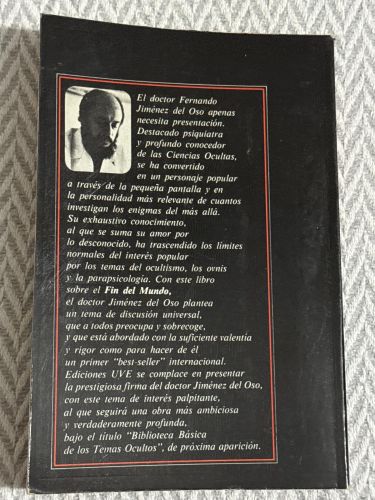 El doctor Fernando
Jiménez del Oso apenas
necesita presentación.
Destacado psiquiatra
y profundo conocedor
de las Ciencias Ocultas,
se ha convertido
en un personaje popular
a través de la pequeña pantalla y en
la personalidad más relevante de cuantos
investigan los enigmas del más allá.
Su exhaustivo conocimiento,
al que se suma su amor por
lo desconocido, ha trascendido los límites
normales del interés popular
por los temas del ocultismo, los ovnis
y la parapsicología. Con este libro
sobre el Fin del Mundo,
el doctor Jiménez del Oso plantea
un tema de discusión universal,
que a todos preocupa y sobrecoge,
y que está abordado con la suficiente valentía
y rigor como para hacer de él
un primer "best-seller" internacional.
Ediciones UVE se complace en presentar
la prestigiosa firma del doctor Jiménez del Oso,
con este tema de interés palpitante,
al que seguirá una obra más ambiciosa
y verdaderamente profunda,
bajo el título "Biblioteca Básica
de los Temas Ocultos", de próxima aparición.